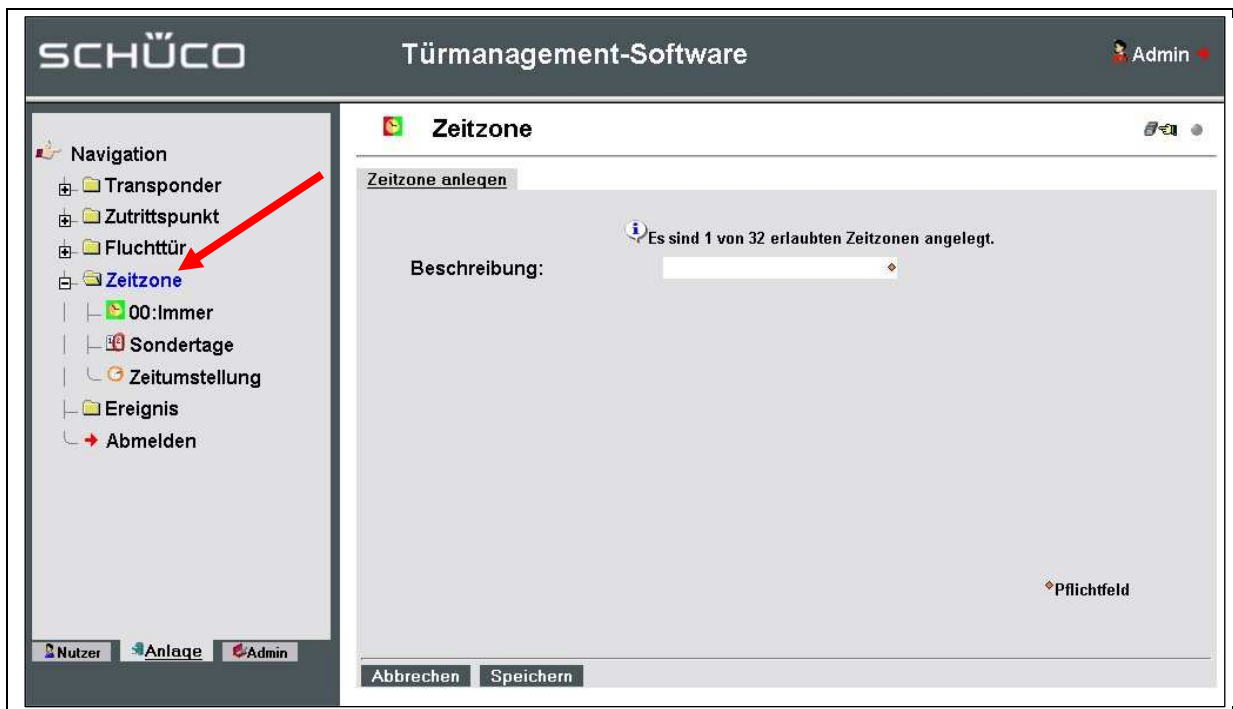 SCHÜCO
Türmanagement-Software
Admin
Navigation
Transponder
Zutrittspunkt
Fluchttür
Zeitzone
00:Immer
Sondertage
Zeitumstellung
Ereignis
Abmelden
Nutzer Anlage Admin
Zeitzone
Zeitzone anlegen
Es sind 1 von 32 erlaubten Zeitzonen angelegt.
Beschreibung:
Pflichtfeld
Abbrechen Speichern